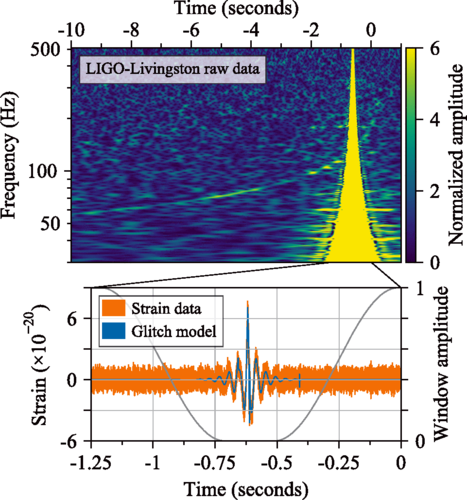 Time (seconds)
-10 -8 -6 -4 -2 0
500
100
50
Frequency (Hz)
LIGO-Livingston raw data
6
4
2
0
Normalized amplitude
6
0
-6
Strain (×10⁻²⁰)
Strain data
Glitch model
1
0
Window amplitude
-1.25 -1 -0.75 -0.5 -0.25 0
Time (seconds)